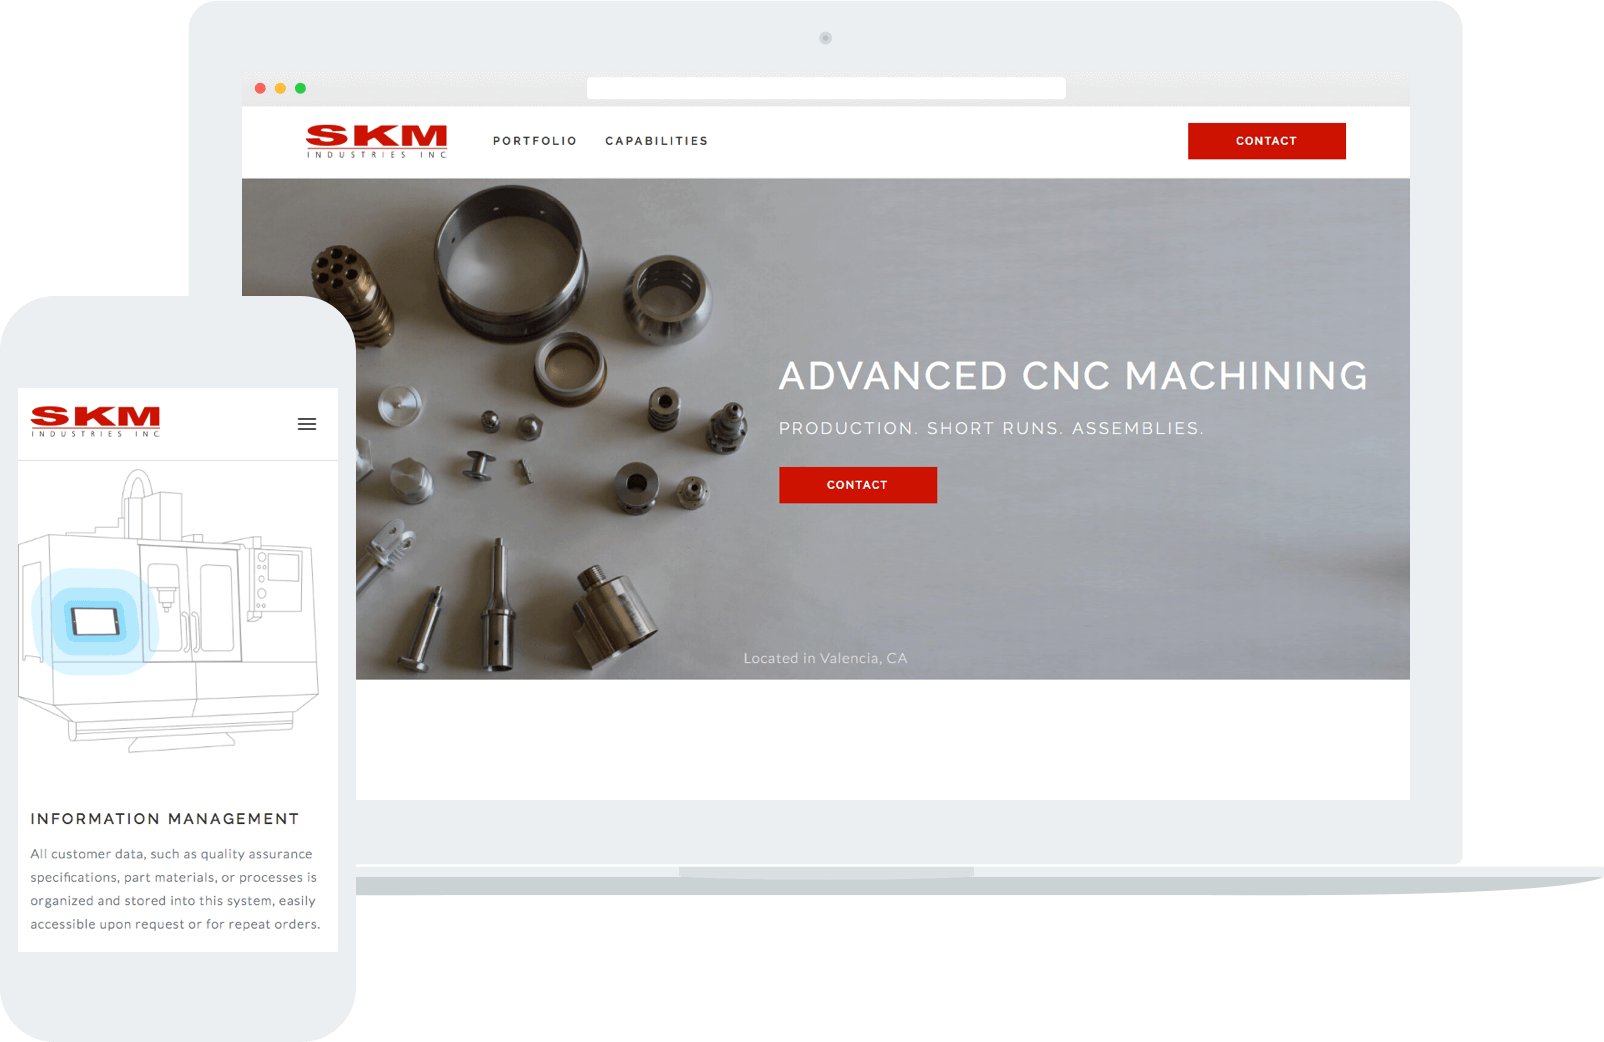 SKM
INDUSTRIES INC
PORTFOLIO
CAPABILITIES
CONTACT
ADVANCED CNC MACHINING
PRODUCTION. SHORT RUNS. ASSEMBLIES.
CONTACT
Located in Valencia, CA
SKM
INDUSTRIES INC
INFORMATION MANAGEMENT
All customer data, such as quality assurance
specifications, part materials, or processes is
organized and stored into this system, easily
accessible upon request or for repeat orders.